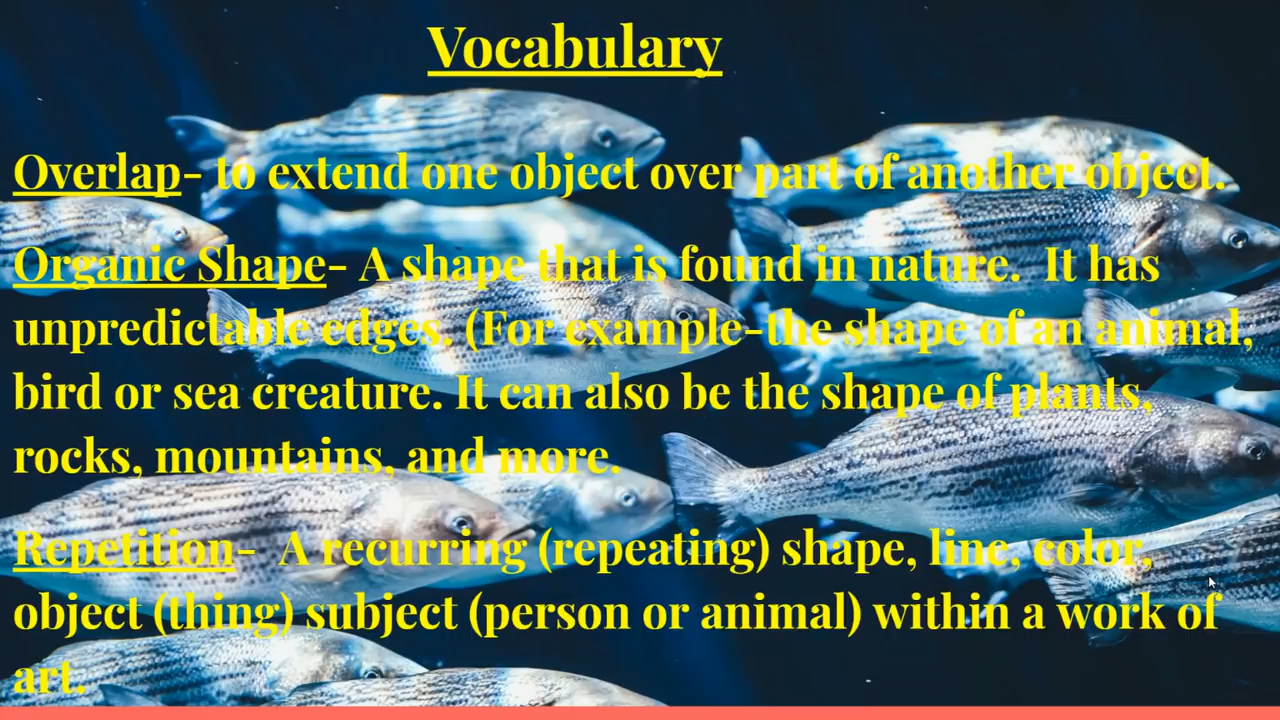 Vocabulary
Overlap- to extend one object over part of another object.
Organic Shape- A shape that is found in nature.  It has
unpredictable edges. (For example-the shape of an animal,
bird or sea creature. It can also be the shape of plants,
rocks, mountains, and more.
Repetition-  A recurring (repeating) shape, line, color,
object (thing) subject (person or animal) within a work of
art.